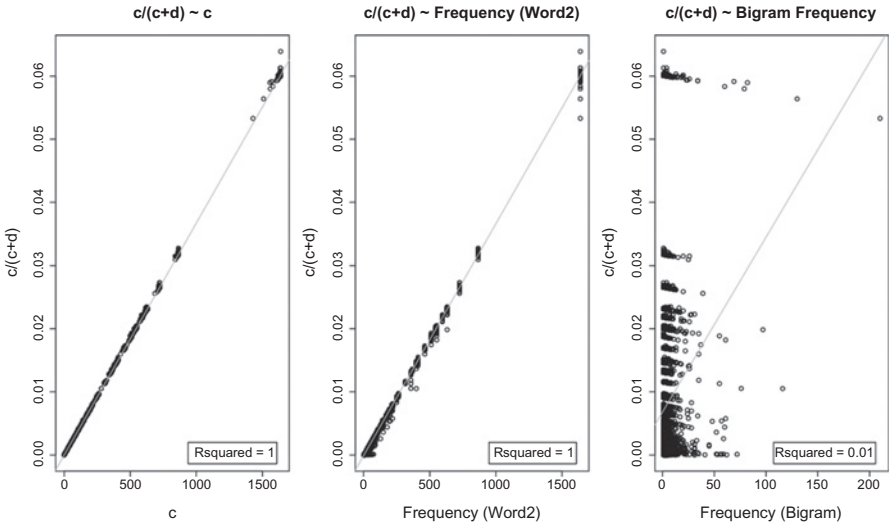 c/(c+d) ~ c
c/(c+d)
0.00 0.01 0.02 0.03 0.04 0.05 0.06
Rsquared = 1
0 500 1000 1500
c
c/(c+d) ~ Frequency (Word2)
c/(c+d)
0.00 0.01 0.02 0.03 0.04 0.05 0.06
Rsquared = 1
0 500 1000 1500
Frequency (Word2)
c/(c+d) ~ Bigram Frequency
c/(c+d)
0.00 0.01 0.02 0.03 0.04 0.05 0.06
Rsquared = 0.01
0 50 100 150 200
Frequency (Bigram)